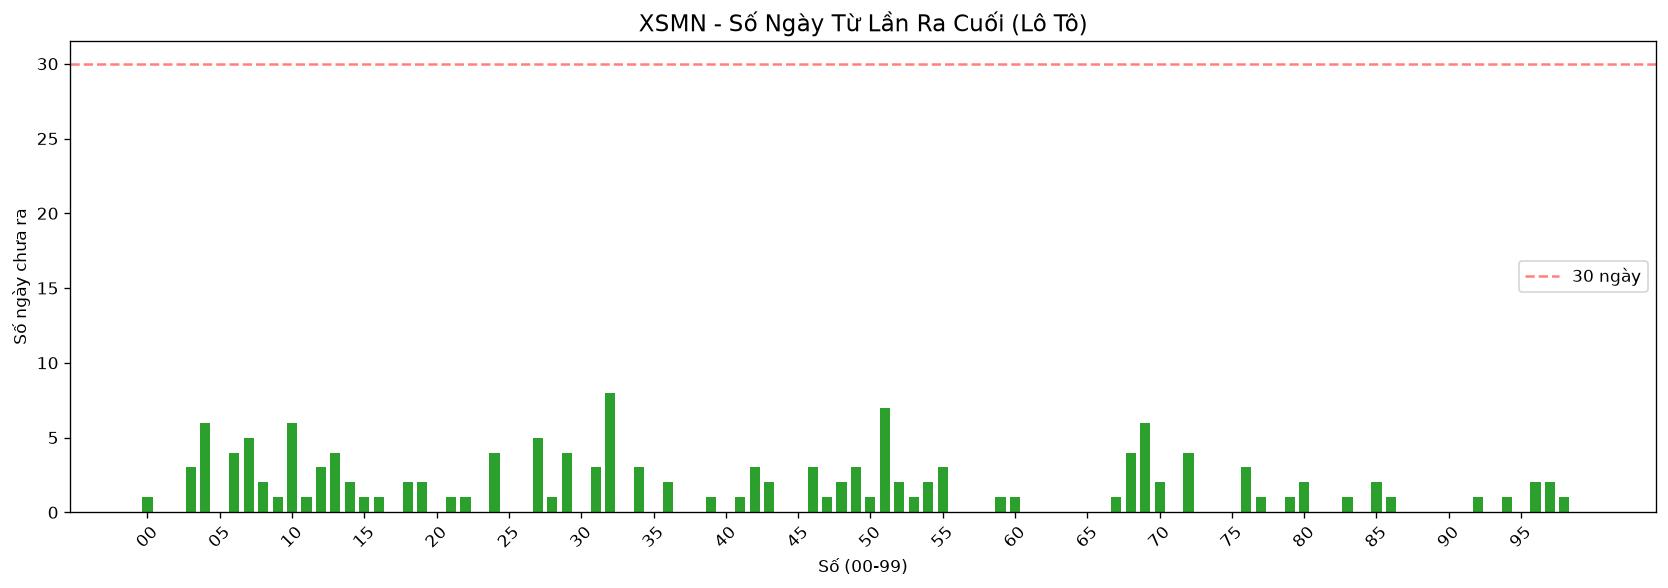 XSMN - Số Ngày Từ Lần Ra Cuối (Lô Tô)
Số ngày chưa ra
30
25
20
15
10
5
0
30 ngày
00 05 10 15 20 25 30 35 40 45 50 55 60 65 70 75 80 85 90 95
Số (00-99)